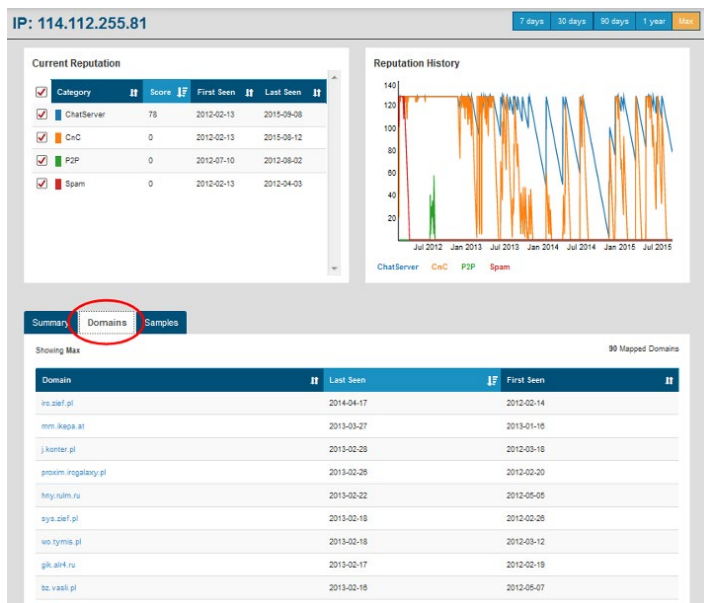 IP: 114.112.255.81
7 days 30 days 90 days 1 year Max
Current Reputation
Category Score First Seen Last Seen
ChatServer 78 2012-02-13 2015-09-08
CnC 0 2012-02-13 2015-08-12
P2P 0 2012-07-10 2012-08-02
Spam 0 2012-02-13 2012-04-03
Reputation History
140
120
100
80
60
40
20
Jul 2012 Jan 2013 Jul 2013 Jan 2014 Jul 2014 Jan 2015 Jul 2015
ChatServer CnC P2P Spam
Summary Domains Samples
Showing Max 90 Mapped Domains
Domain Last Seen First Seen
irc.zief.pl 2014-04-17 2012-02-14
mm.ikepa.at 2013-03-27 2013-01-16
j.konter.pl 2013-02-28 2012-03-18
proxim.ircgalaxy.pl 2013-02-26 2012-02-20
hny.rulm.ru 2013-02-22 2012-05-05
sys.zief.pl 2013-02-18 2012-02-26
wo.tymis.pl 2013-02-18 2012-03-12
gik.alr4.ru 2013-02-17 2012-02-19
bz.vasli.pl 2013-02-16 2012-05-07